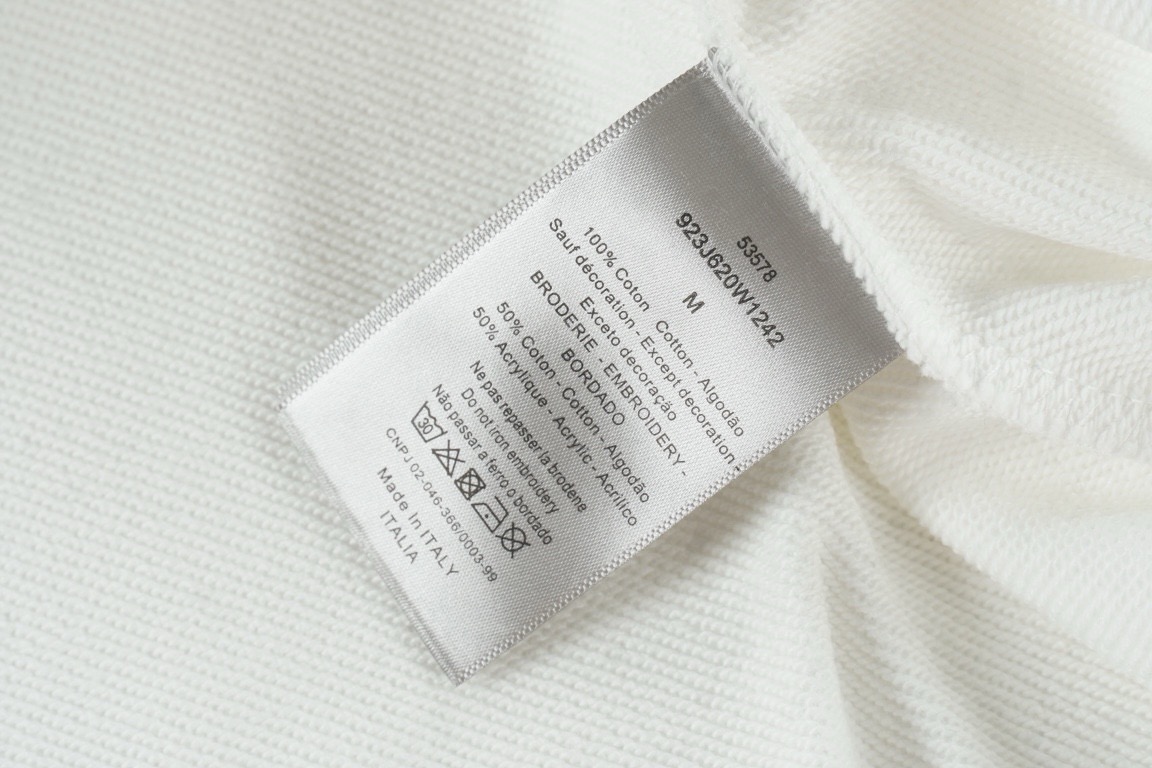 53578
923J620W1242
M
100% Coton Cotton - Algodão
Sauf décoration - Except decoration -
Exceto decoração
BRODERIE - EMBROIDERY -
BORDADO
50% Coton - Cotton - Algodão
50% Acrylique - Acrylic - Acrílico
Ne pas repasser la brodene
Do not iron embroidery
Não passar a ferro o bordado
30
CNPJ 02-046-366/0003-99
Made In ITALY
ITALIA